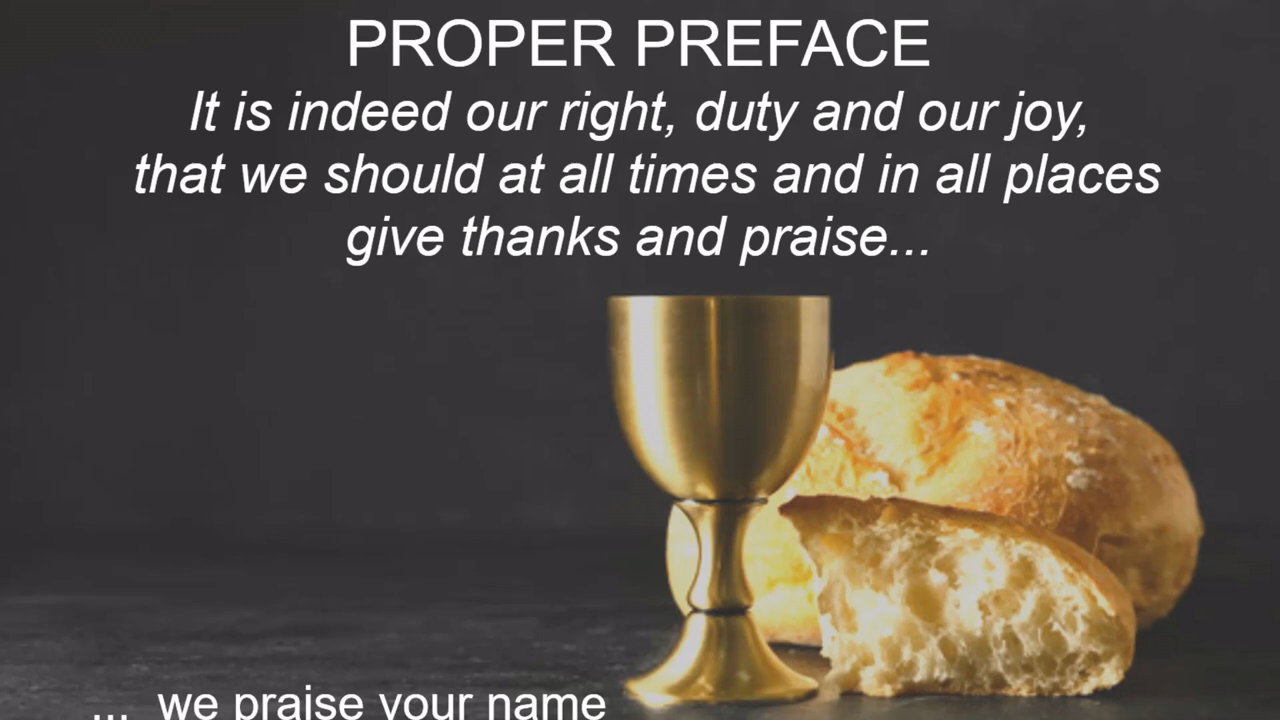 PROPER PREFACE
It is indeed our right, duty and our joy,
that we should at all times and in all places
give thanks and praise...
... we praise your name